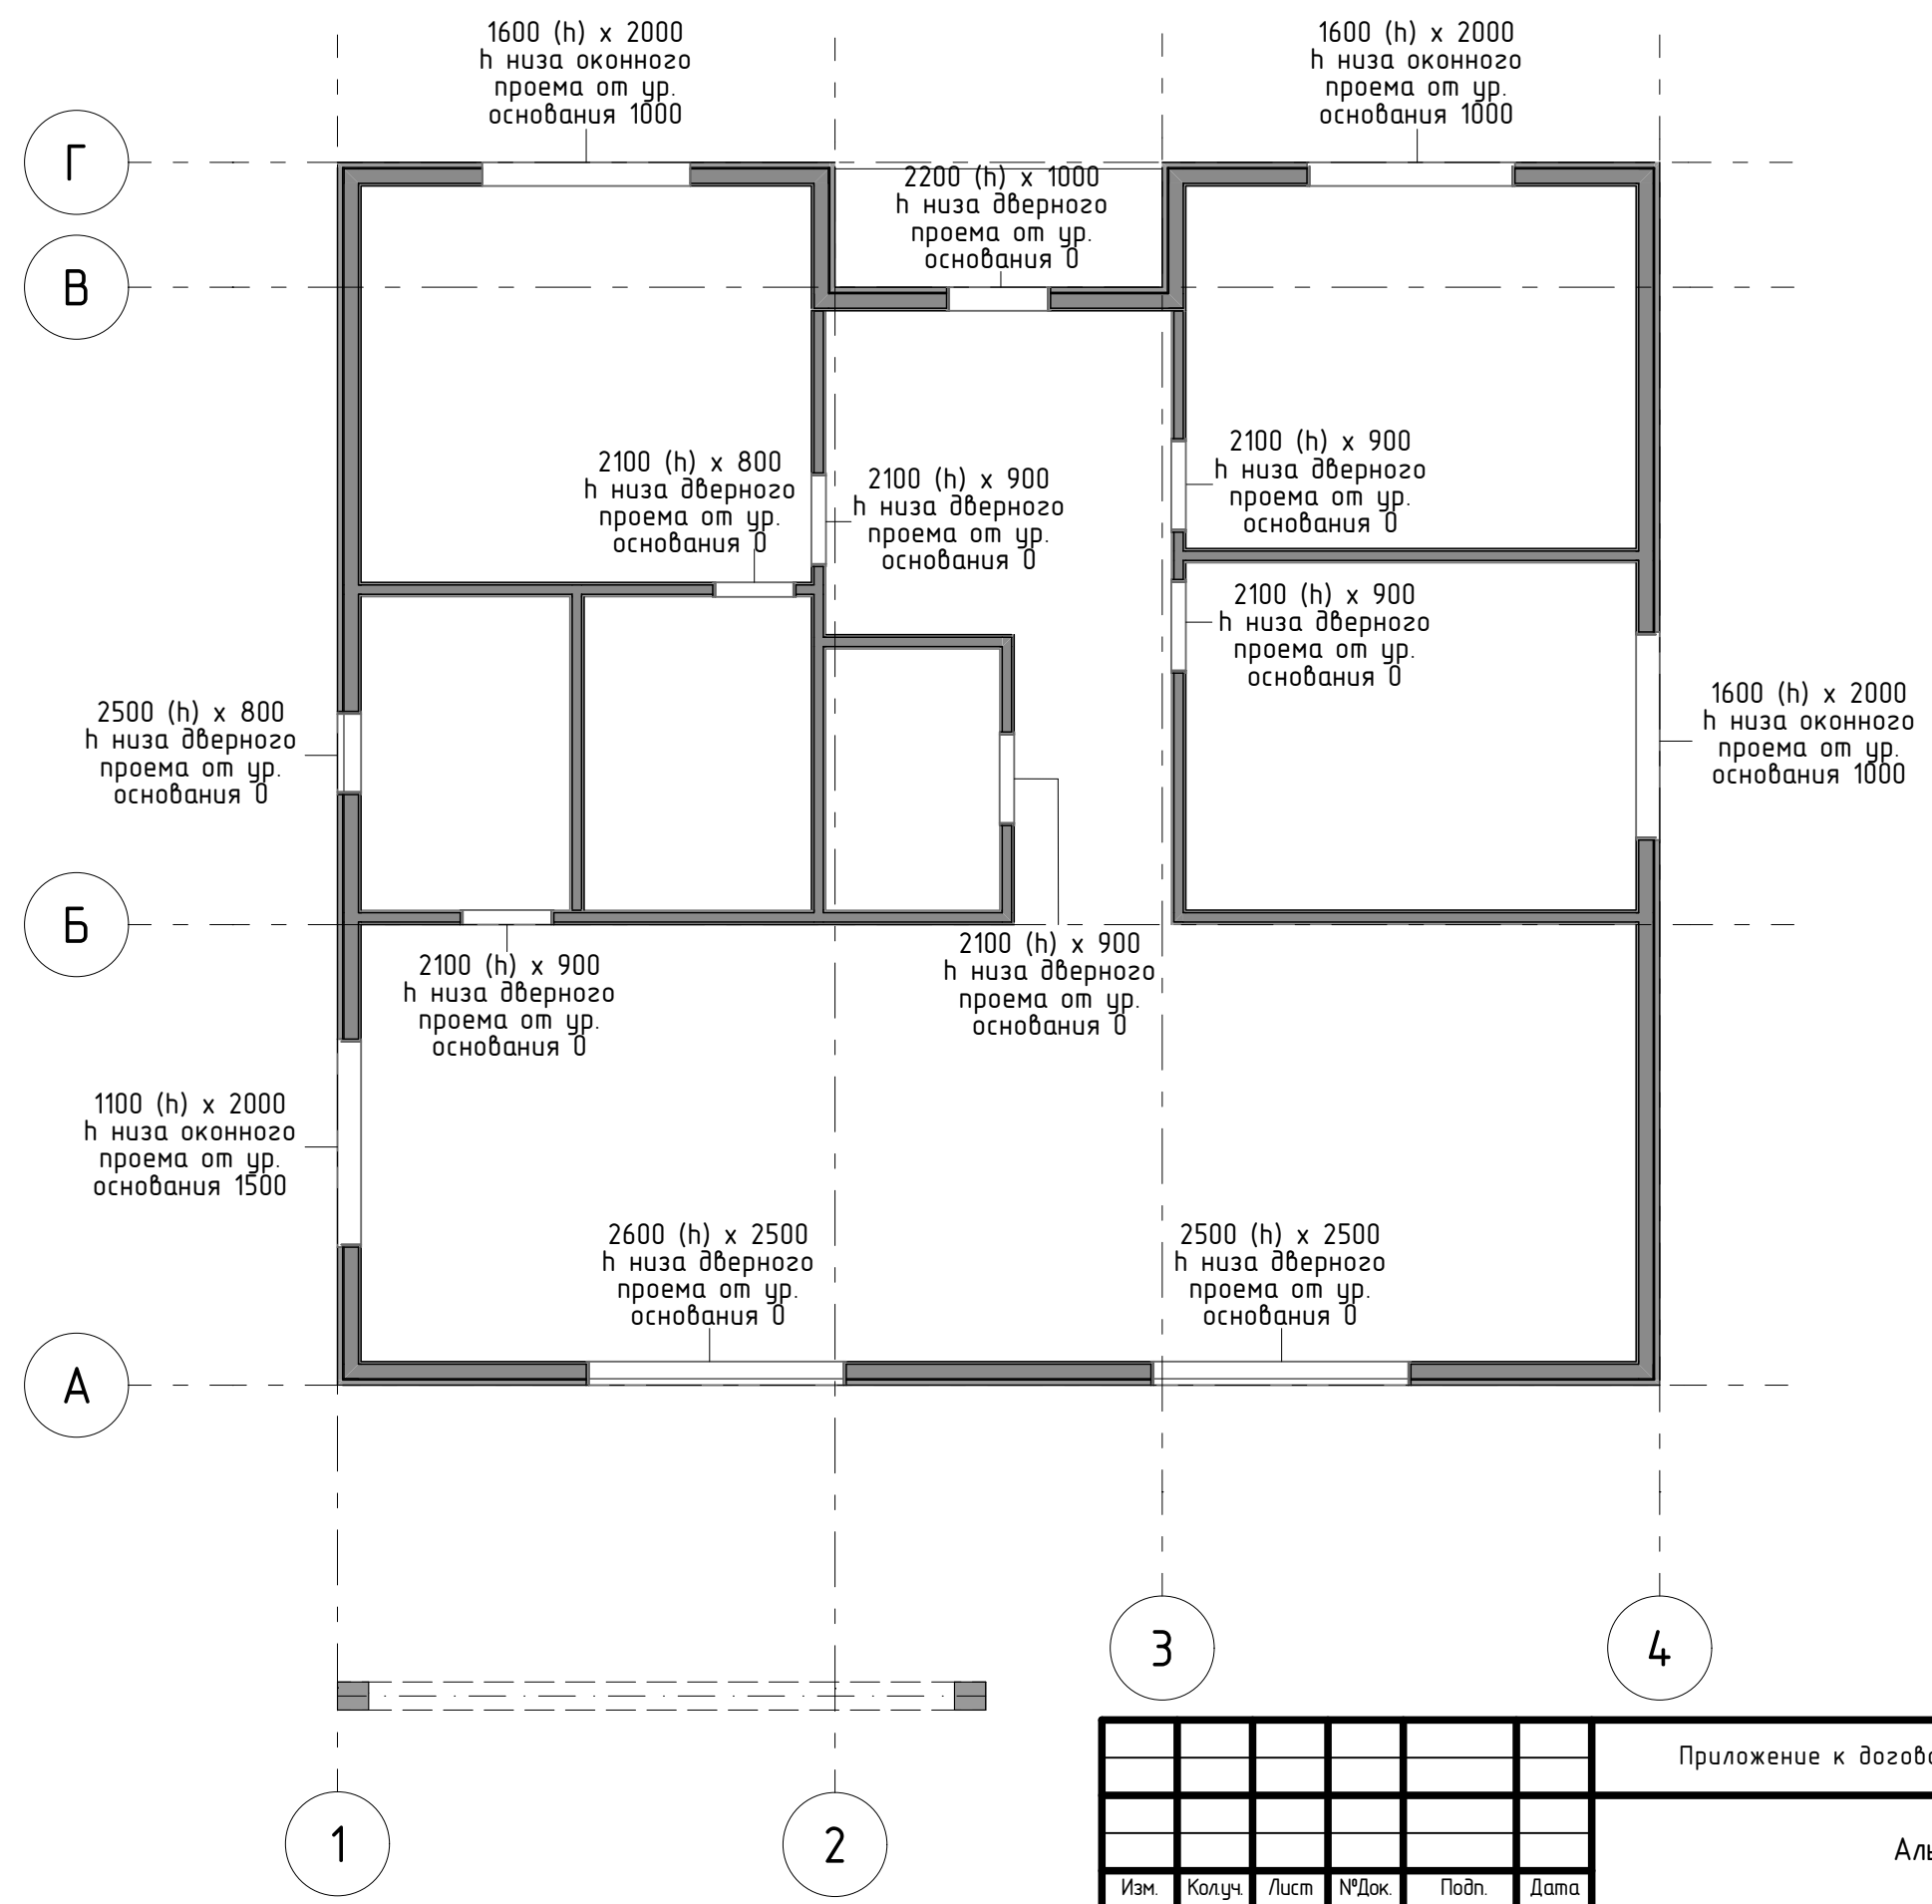 1600 (h) x 2000
h низа оконного
проема от ур.
основания 1000
1600 (h) x 2000
h низа оконного
проема от ур.
основания 1000
Г
2200 (h) x 1000
h низа дверного
проема от ур.
основания 0
В
2100 (h) x 800
h низа дверного
проема от ур.
основания 0
2100 (h) x 900
h низа дверного
проема от ур.
основания 0
2100 (h) x 900
h низа дверного
проема от ур.
основания 0
2100 (h) x 900
h низа дверного
проема от ур.
основания 0
2500 (h) x 800
h низа дверного
проема от ур.
основания 0
1600 (h) x 2000
h низа оконного
проема от ур.
основания 1000
Б
2100 (h) x 900
h низа дверного
проема от ур.
основания 0
2100 (h) x 900
h низа дверного
проема от ур.
основания 0
1100 (h) x 2000
h низа оконного
проема от ур.
основания 1500
2600 (h) x 2500
h низа дверного
проема от ур.
основания 0
2500 (h) x 2500
h низа дверного
проема от ур.
основания 0
А
3
4
1
2
Приложение к догово
Аль
Изм. Кол.уч. Лист №Док. Подп. Дата